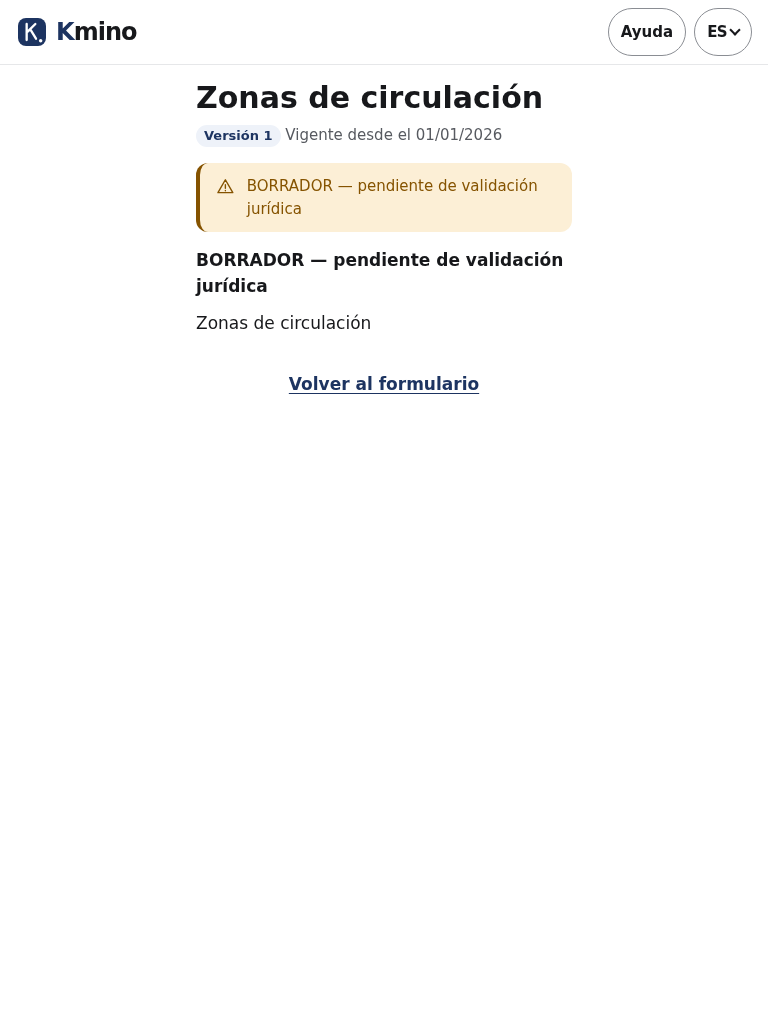 K. Kmino
Ayuda
ES
Zonas de circulación
Versión 1 Vigente desde el 01/01/2026
BORRADOR — pendiente de validación
jurídica
BORRADOR — pendiente de validación
jurídica
Zonas de circulación
Volver al formulario